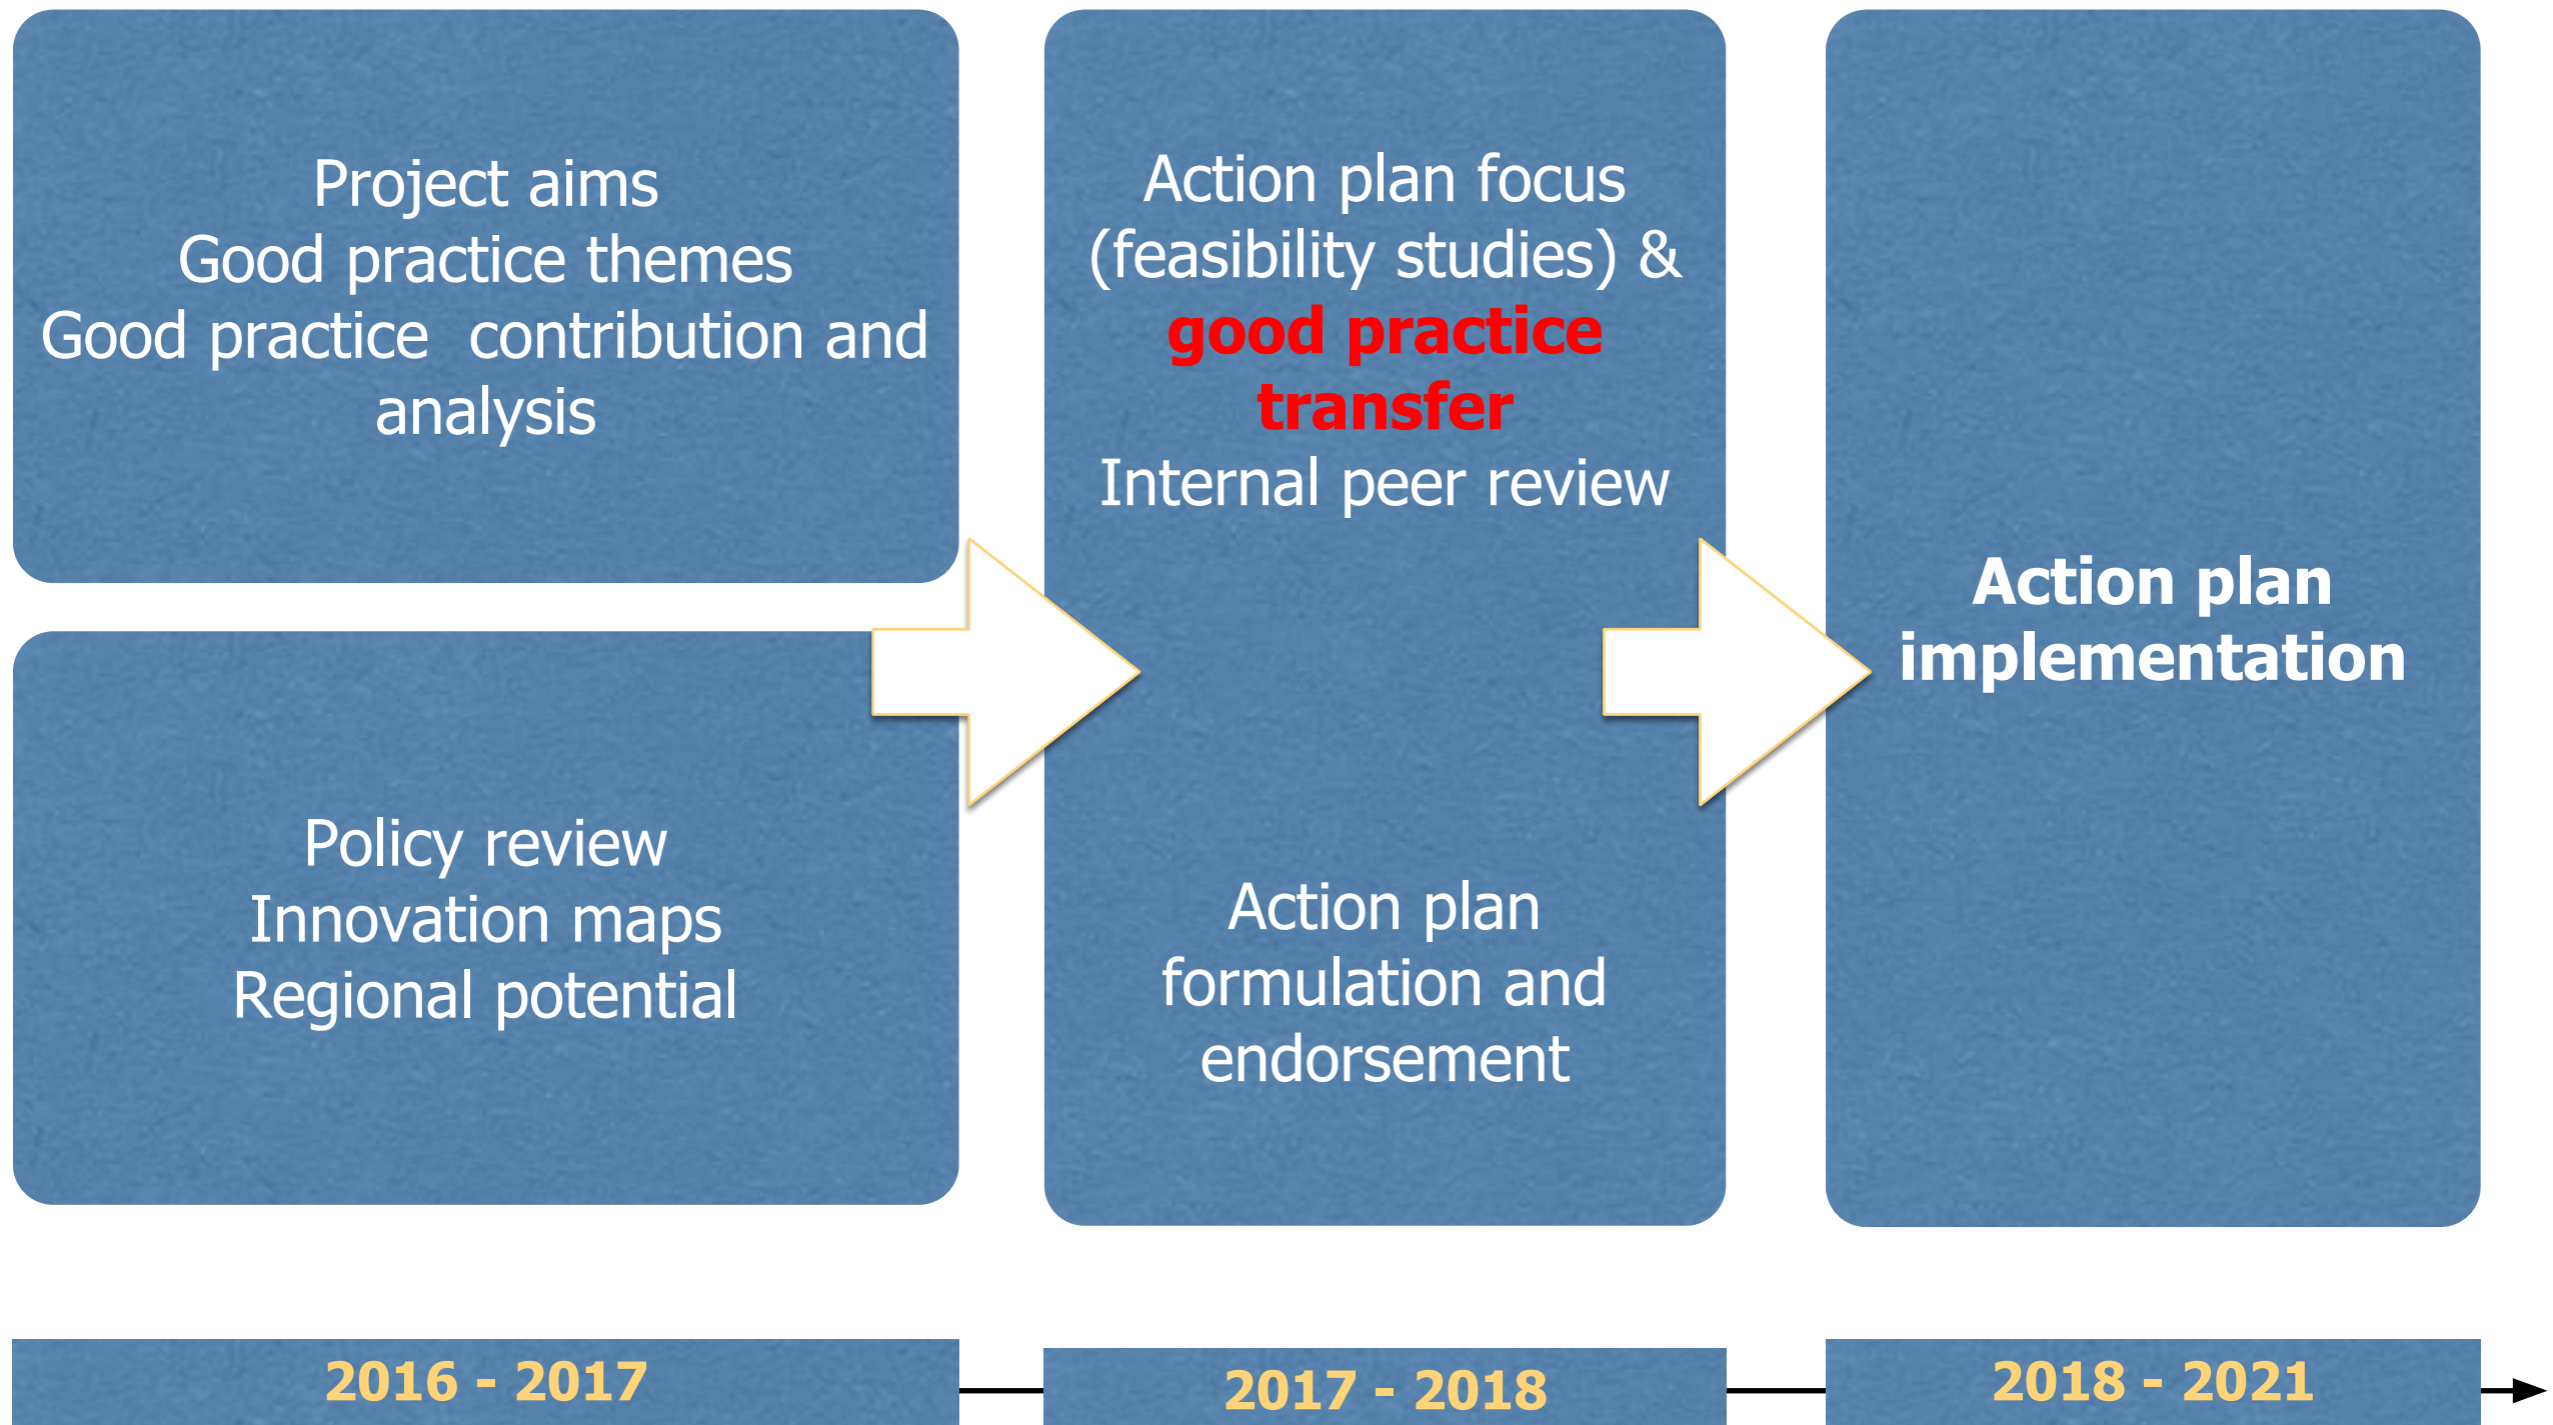 Project aims
Good practice themes
Good practice  contribution and
analysis
Policy review
Innovation maps
Regional potential
Action plan focus
(feasibility studies) &
good practice
transfer
Internal peer review
Action plan
formulation and
endorsement
Action plan
implementation
2016 - 2017
2017 - 2018
2018 - 2021